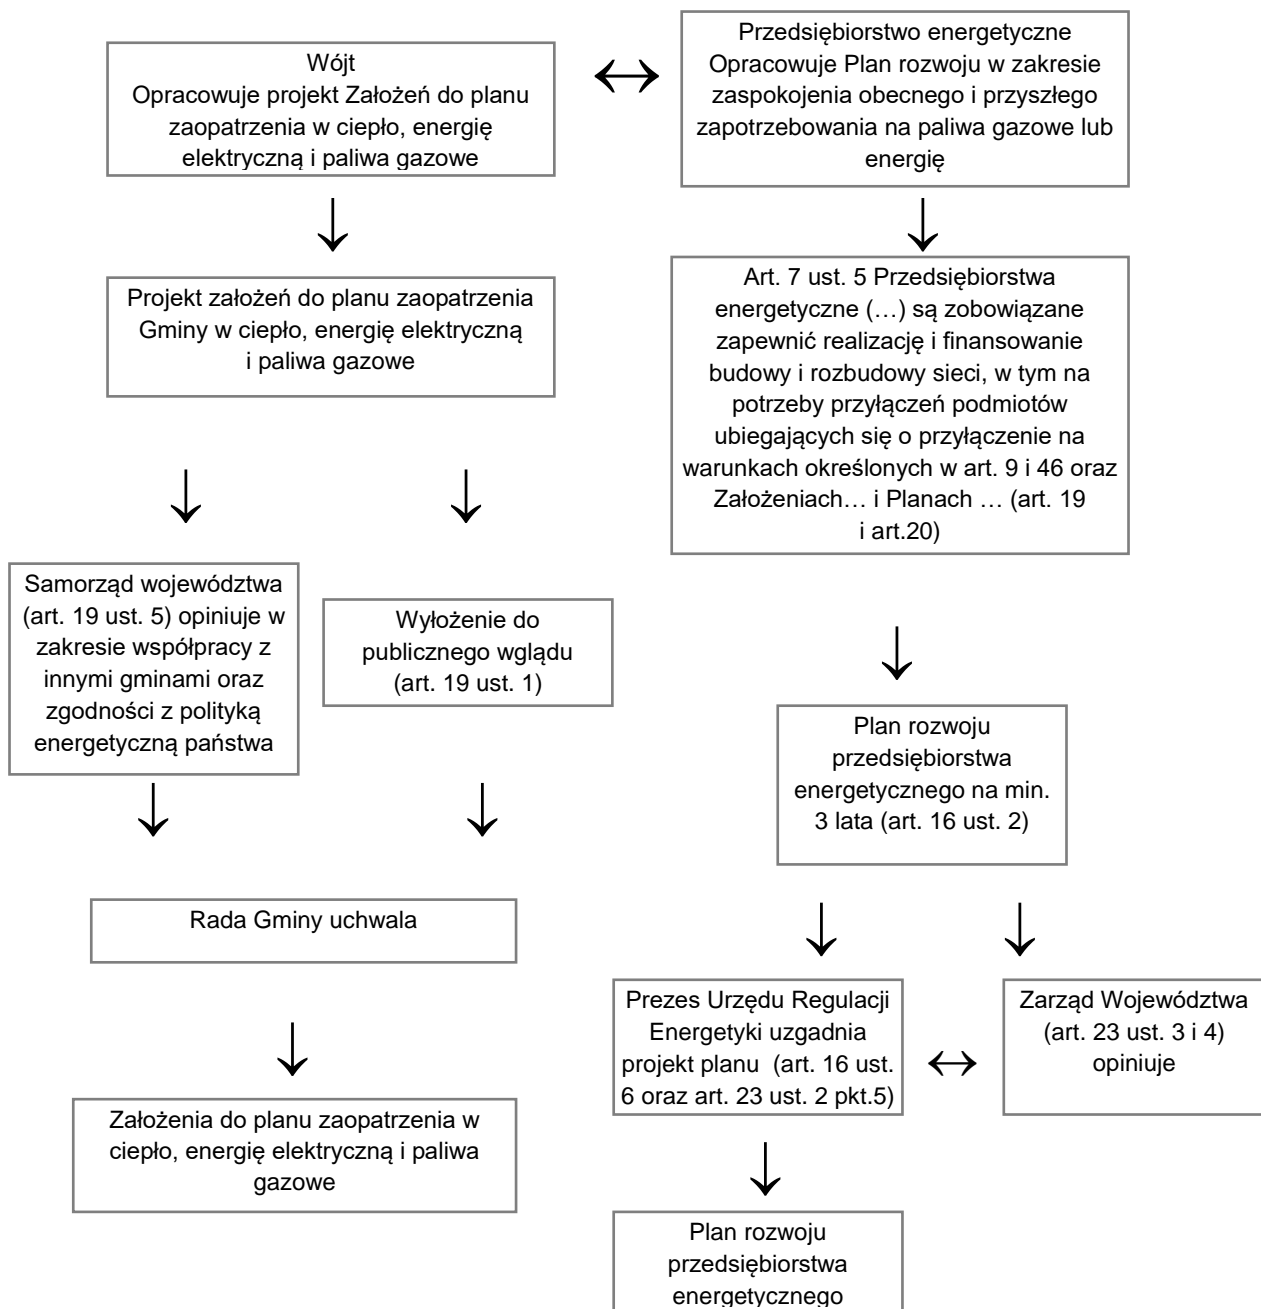 Wójt
Opracowuje projekt Założeń do planu
zaopatrzenia w ciepło, energię
elektryczną i paliwa gazowe
Przedsiębiorstwo energetyczne
Opracowuje Plan rozwoju w zakresie
zaspokojenia obecnego i przyszłego
zapotrzebowania na paliwa gazowe lub
energię
Projekt założeń do planu zaopatrzenia
Gminy w ciepło, energię elektryczną
i paliwa gazowe
Art. 7 ust. 5 Przedsiębiorstwa
energetyczne (…) są zobowiązane
zapewnić realizację i finansowanie
budowy i rozbudowy sieci, w tym na
potrzeby przyłączeń podmiotów
ubiegających się o przyłączenie na
warunkach określonych w art. 9 i 46 oraz
Założeniach… i Planach … (art. 19
i art.20)
Samorząd województwa
(art. 19 ust. 5) opiniuje w
zakresie współpracy z
innymi gminami oraz
zgodności z polityką
energetyczną państwa
Wyłożenie do
publicznego wglądu
(art. 19 ust. 1)
Plan rozwoju
przedsiębiorstwa
energetycznego na min.
3 lata (art. 16 ust. 2)
Rada Gminy uchwala
Prezes Urzędu Regulacji
Energetyki uzgadnia
projekt planu (art. 16 ust.
6 oraz art. 23 ust. 2 pkt.5)
Zarząd Województwa
(art. 23 ust. 3 i 4)
opiniuje
Założenia do planu zaopatrzenia w
ciepło, energię elektryczną i paliwa
gazowe
Plan rozwoju
przedsiębiorstwa
energetycznego